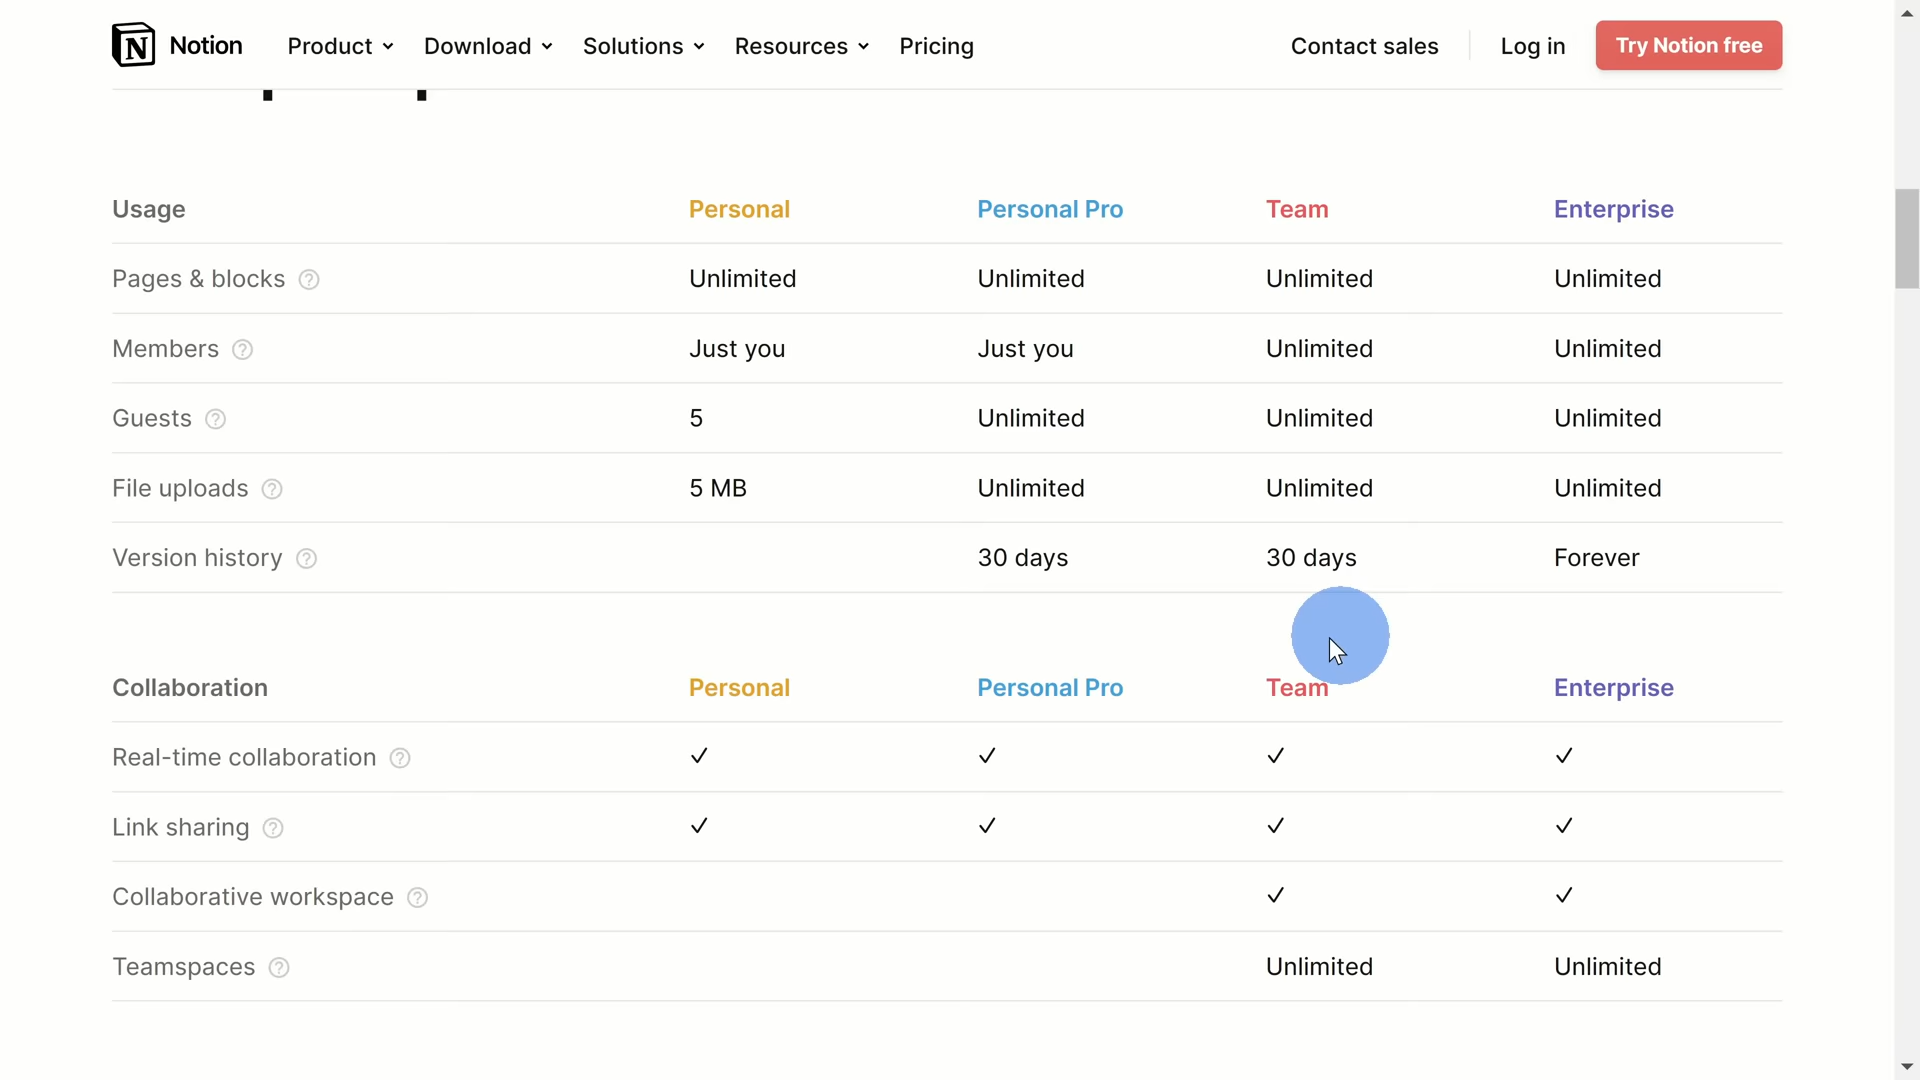 Notion Product Download Solutions Resources Pricing Contact sales Log in Try Notion free
Usage Personal Personal Pro Team Enterprise
Pages & blocks Unlimited Unlimited Unlimited Unlimited
Members Just you Just you Unlimited Unlimited
Guests 5 Unlimited Unlimited Unlimited
File uploads 5 MB Unlimited Unlimited Unlimited
Version history 30 days 30 days Forever
Collaboration Personal Personal Pro Team Enterprise
Real-time collaboration ✓ ✓ ✓ ✓
Link sharing ✓ ✓ ✓ ✓
Collaborative workspace ✓ ✓
Teamspaces Unlimited Unlimited